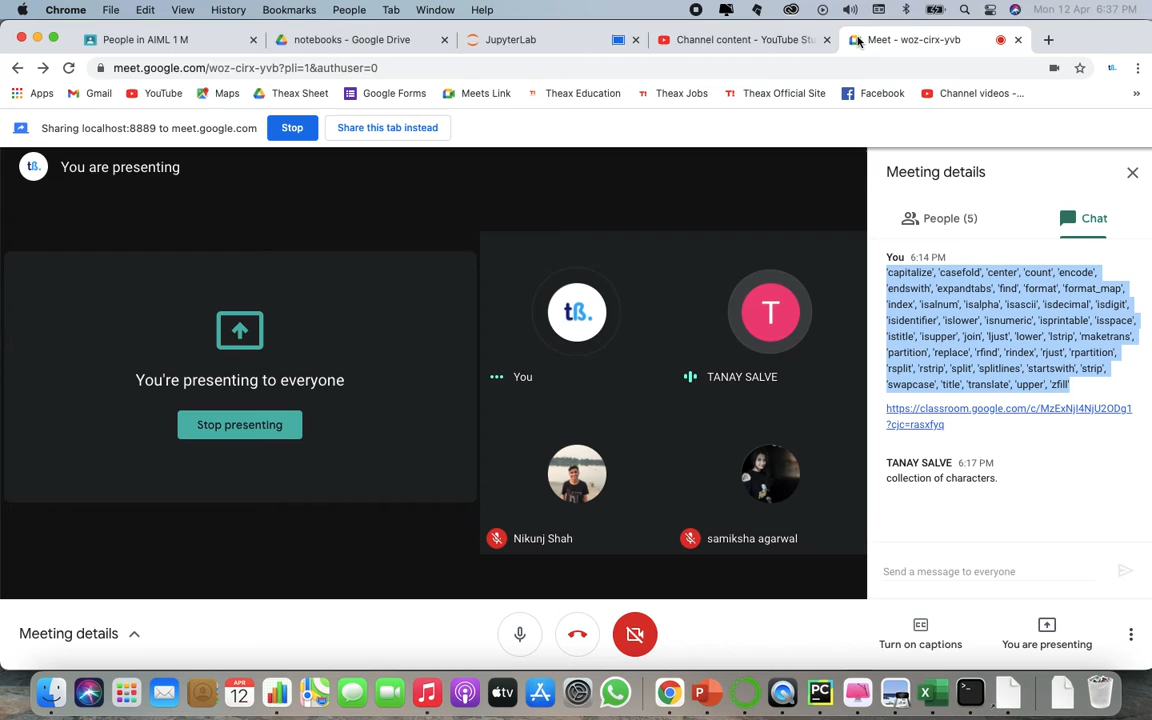 Chrome File Edit View History Bookmarks People Tab Window Help Mon 12 Apr 6:37 PM
People in AIML 1 M
notebooks - Google Drive
JupyterLab
Channel content - YouTube Stu
Meet - woz-cirx-yvb
meet.google.com/woz-cirx-yvb?pli=1&authuser=0
tß.
Apps Gmail YouTube Maps Theax Sheet Google Forms Meets Link Theax Education Theax Jobs Theax Official Site Facebook Channel videos -... »
Sharing localhost:8889 to meet.google.com Stop Share this tab instead
tß. You are presenting
You're presenting to everyone
Stop presenting
tß.
You
T
TANAY SALVE
Nikunj Shah
samiksha agarwal
Meeting details
People (5)
Chat
You 6:14 PM
'capitalize', 'casefold', 'center', 'count', 'encode',
'endswith', 'expandtabs', 'find', 'format', 'format_map',
'index', 'isalnum', 'isalpha', 'isascii', 'isdecimal', 'isdigit',
'isidentifier', 'islower', 'isnumeric', 'isprintable', 'isspace',
'istitle', 'isupper', 'join', 'ljust', 'lower', 'lstrip', 'maketrans',
'partition', 'replace', 'rfind', 'rindex', 'rjust', 'rpartition',
'rsplit', 'rstrip', 'split', 'splitlines', 'startswith', 'strip',
'swapcase', 'title', 'translate', 'upper', 'zfill'
https://classroom.google.com/c/MzExNjI4NjU2ODg1
?cjc=rasxfyq
TANAY SALVE 6:17 PM
collection of characters.
Send a message to everyone
Meeting details
CC
Turn on captions
You are presenting
APR
12
tv
P
PC
X